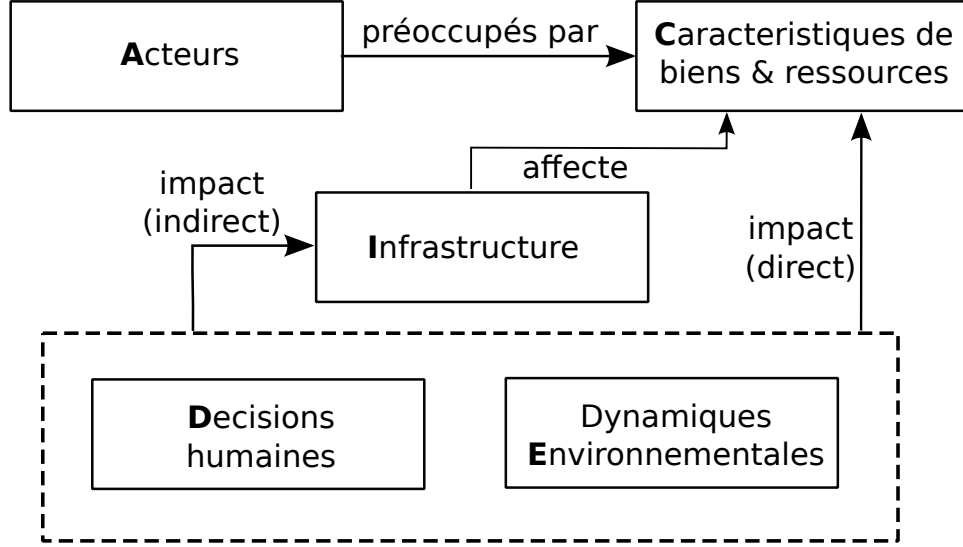 Acteurs
préoccupés par
Caracteristiques de
biens & ressources
affecte
impact
(indirect)
Infrastructure
impact
(direct)
Decisions
humaines
Dynamiques
Environnementales